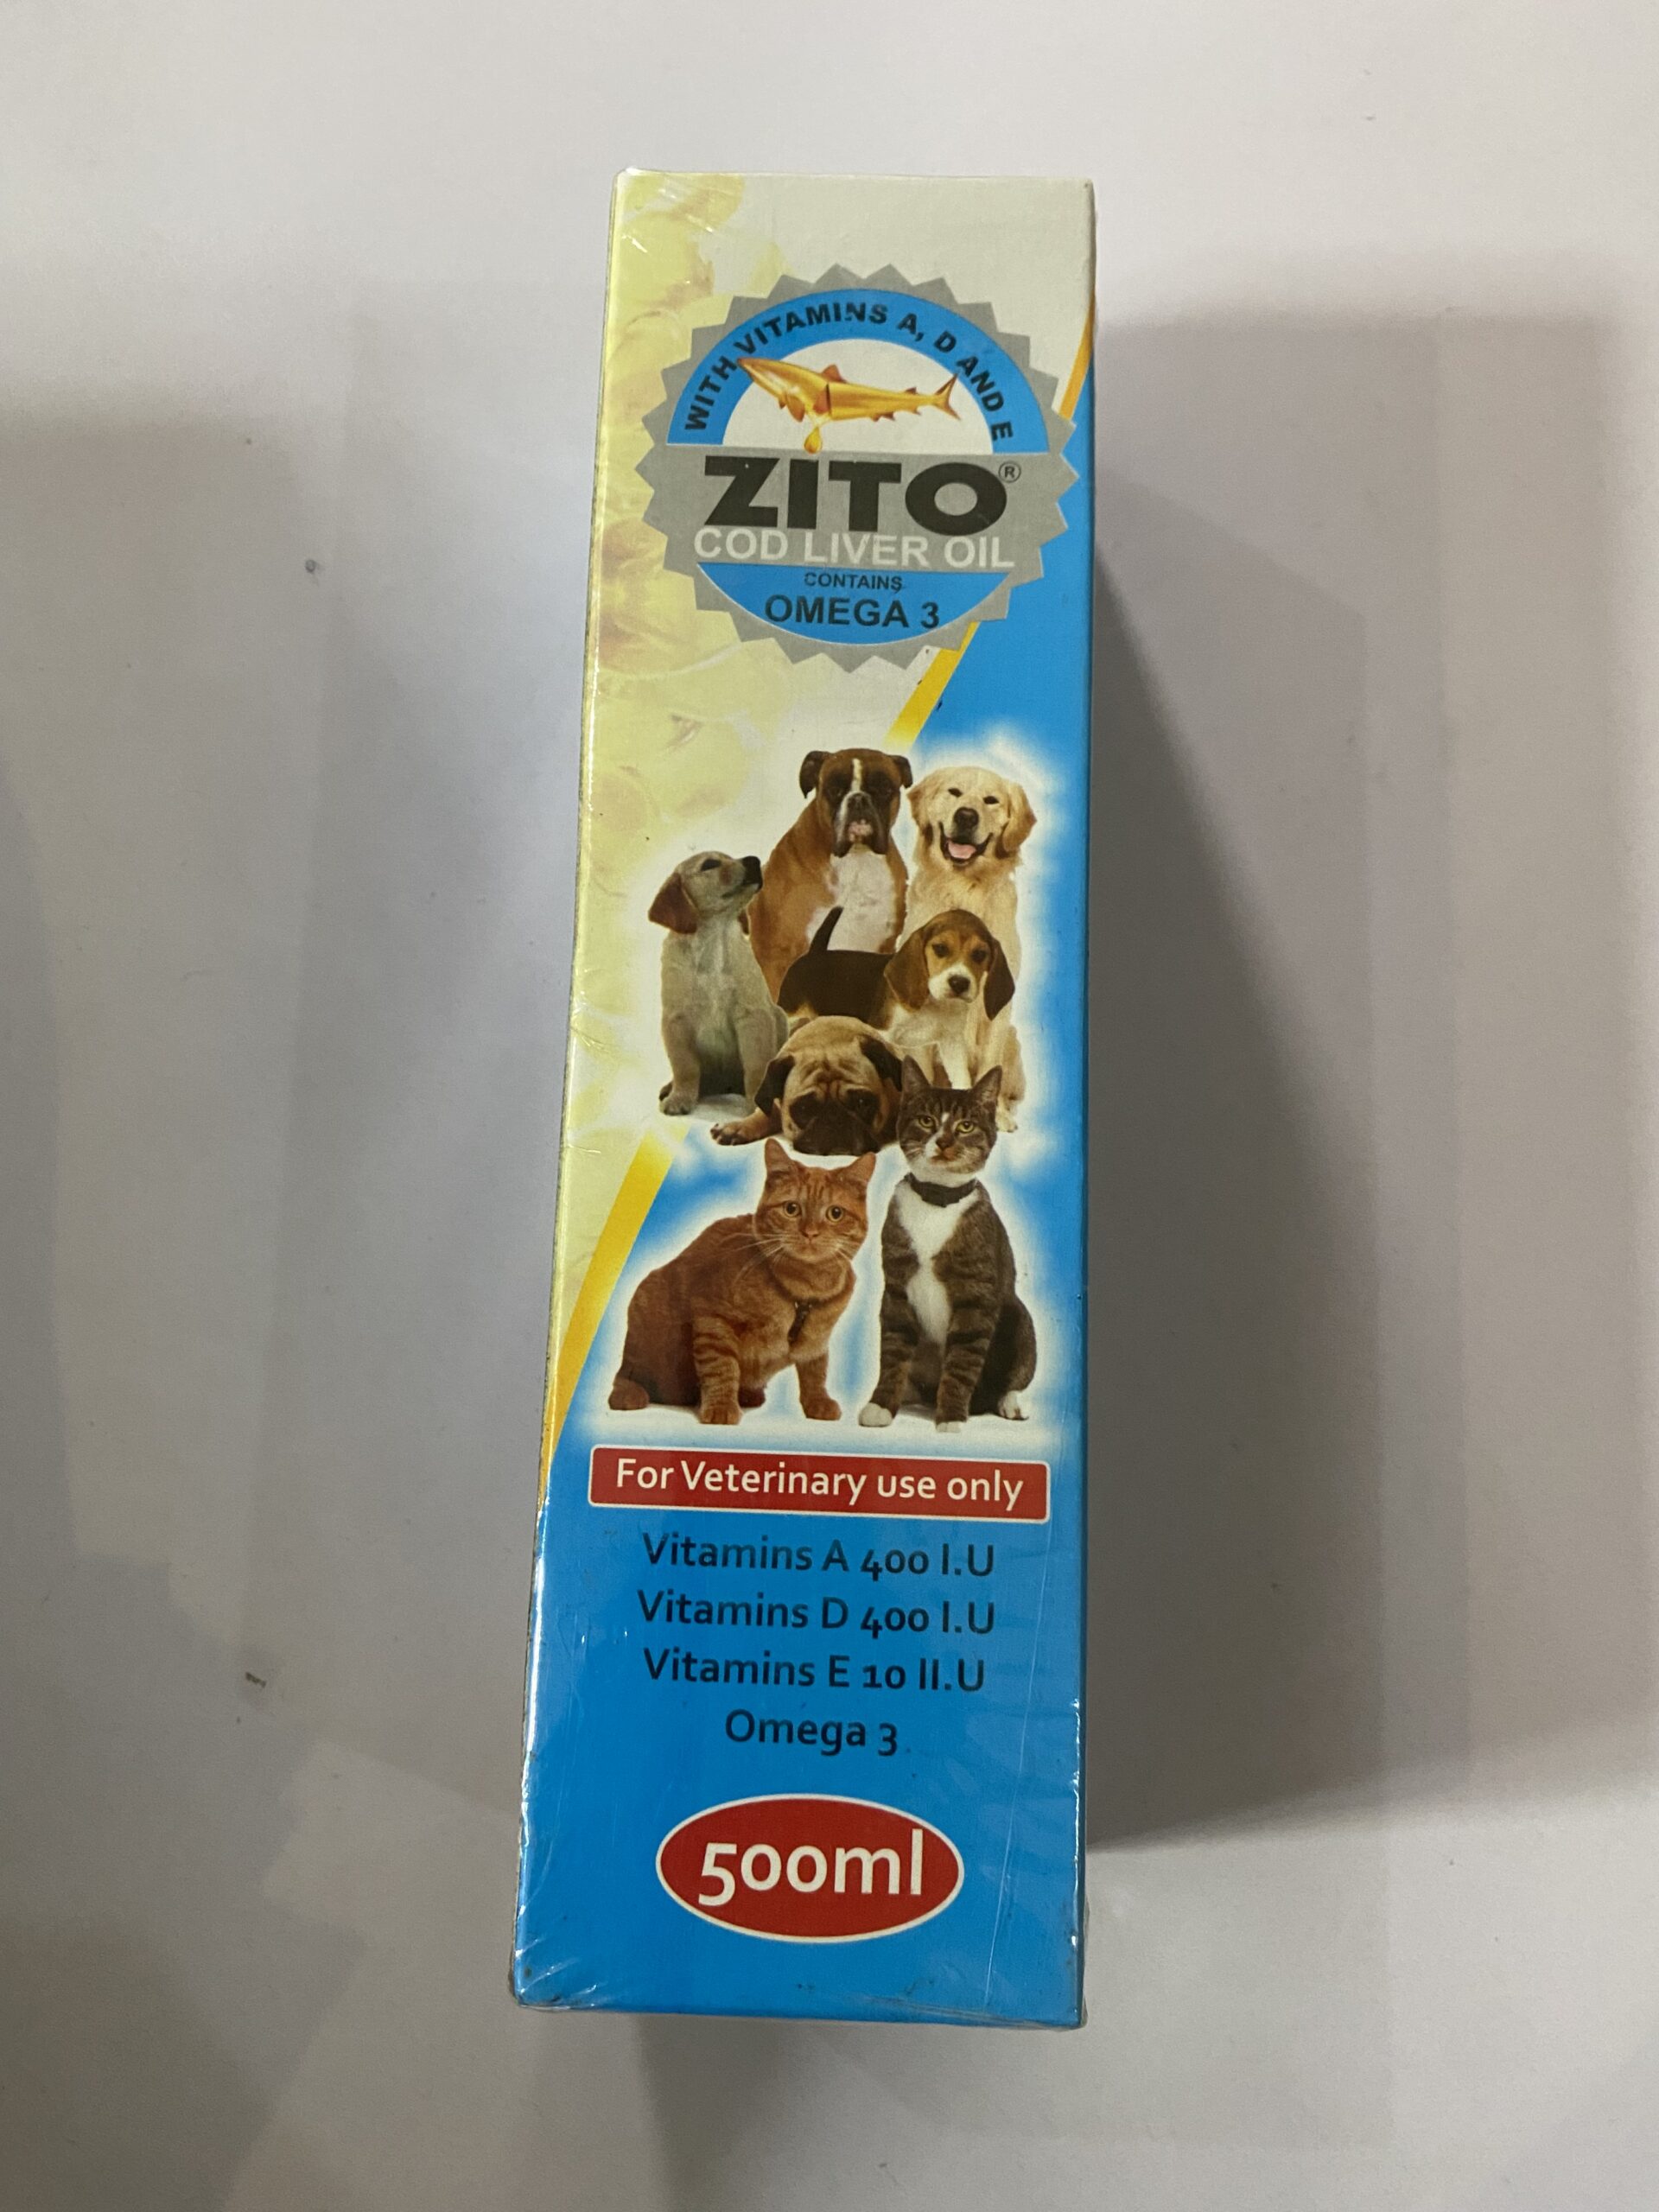 WITH VITAMINS A, D AND E
ZITO®
COD LIVER OIL
CONTAINS
OMEGA 3
For Veterinary use only
Vitamins A 400 I.U
Vitamins D 400 I.U
Vitamins E 10 II.U
Omega 3
500ml